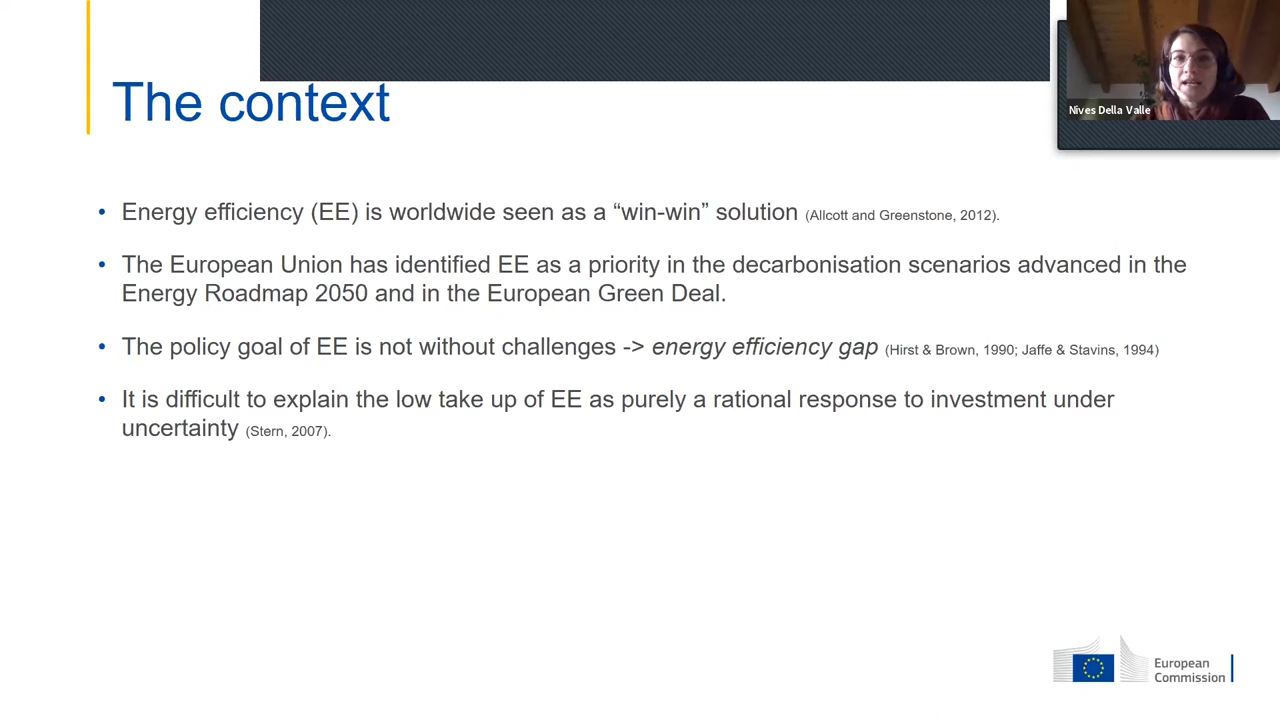 The context
Nives Della Valle
• Energy efficiency (EE) is worldwide seen as a “win-win” solution (Allcott and Greenstone, 2012).
• The European Union has identified EE as a priority in the decarbonisation scenarios advanced in the
Energy Roadmap 2050 and in the European Green Deal.
• The policy goal of EE is not without challenges -> energy efficiency gap (Hirst & Brown, 1990; Jaffe & Stavins, 1994)
• It is difficult to explain the low take up of EE as purely a rational response to investment under
uncertainty (Stern, 2007).
European
Commission